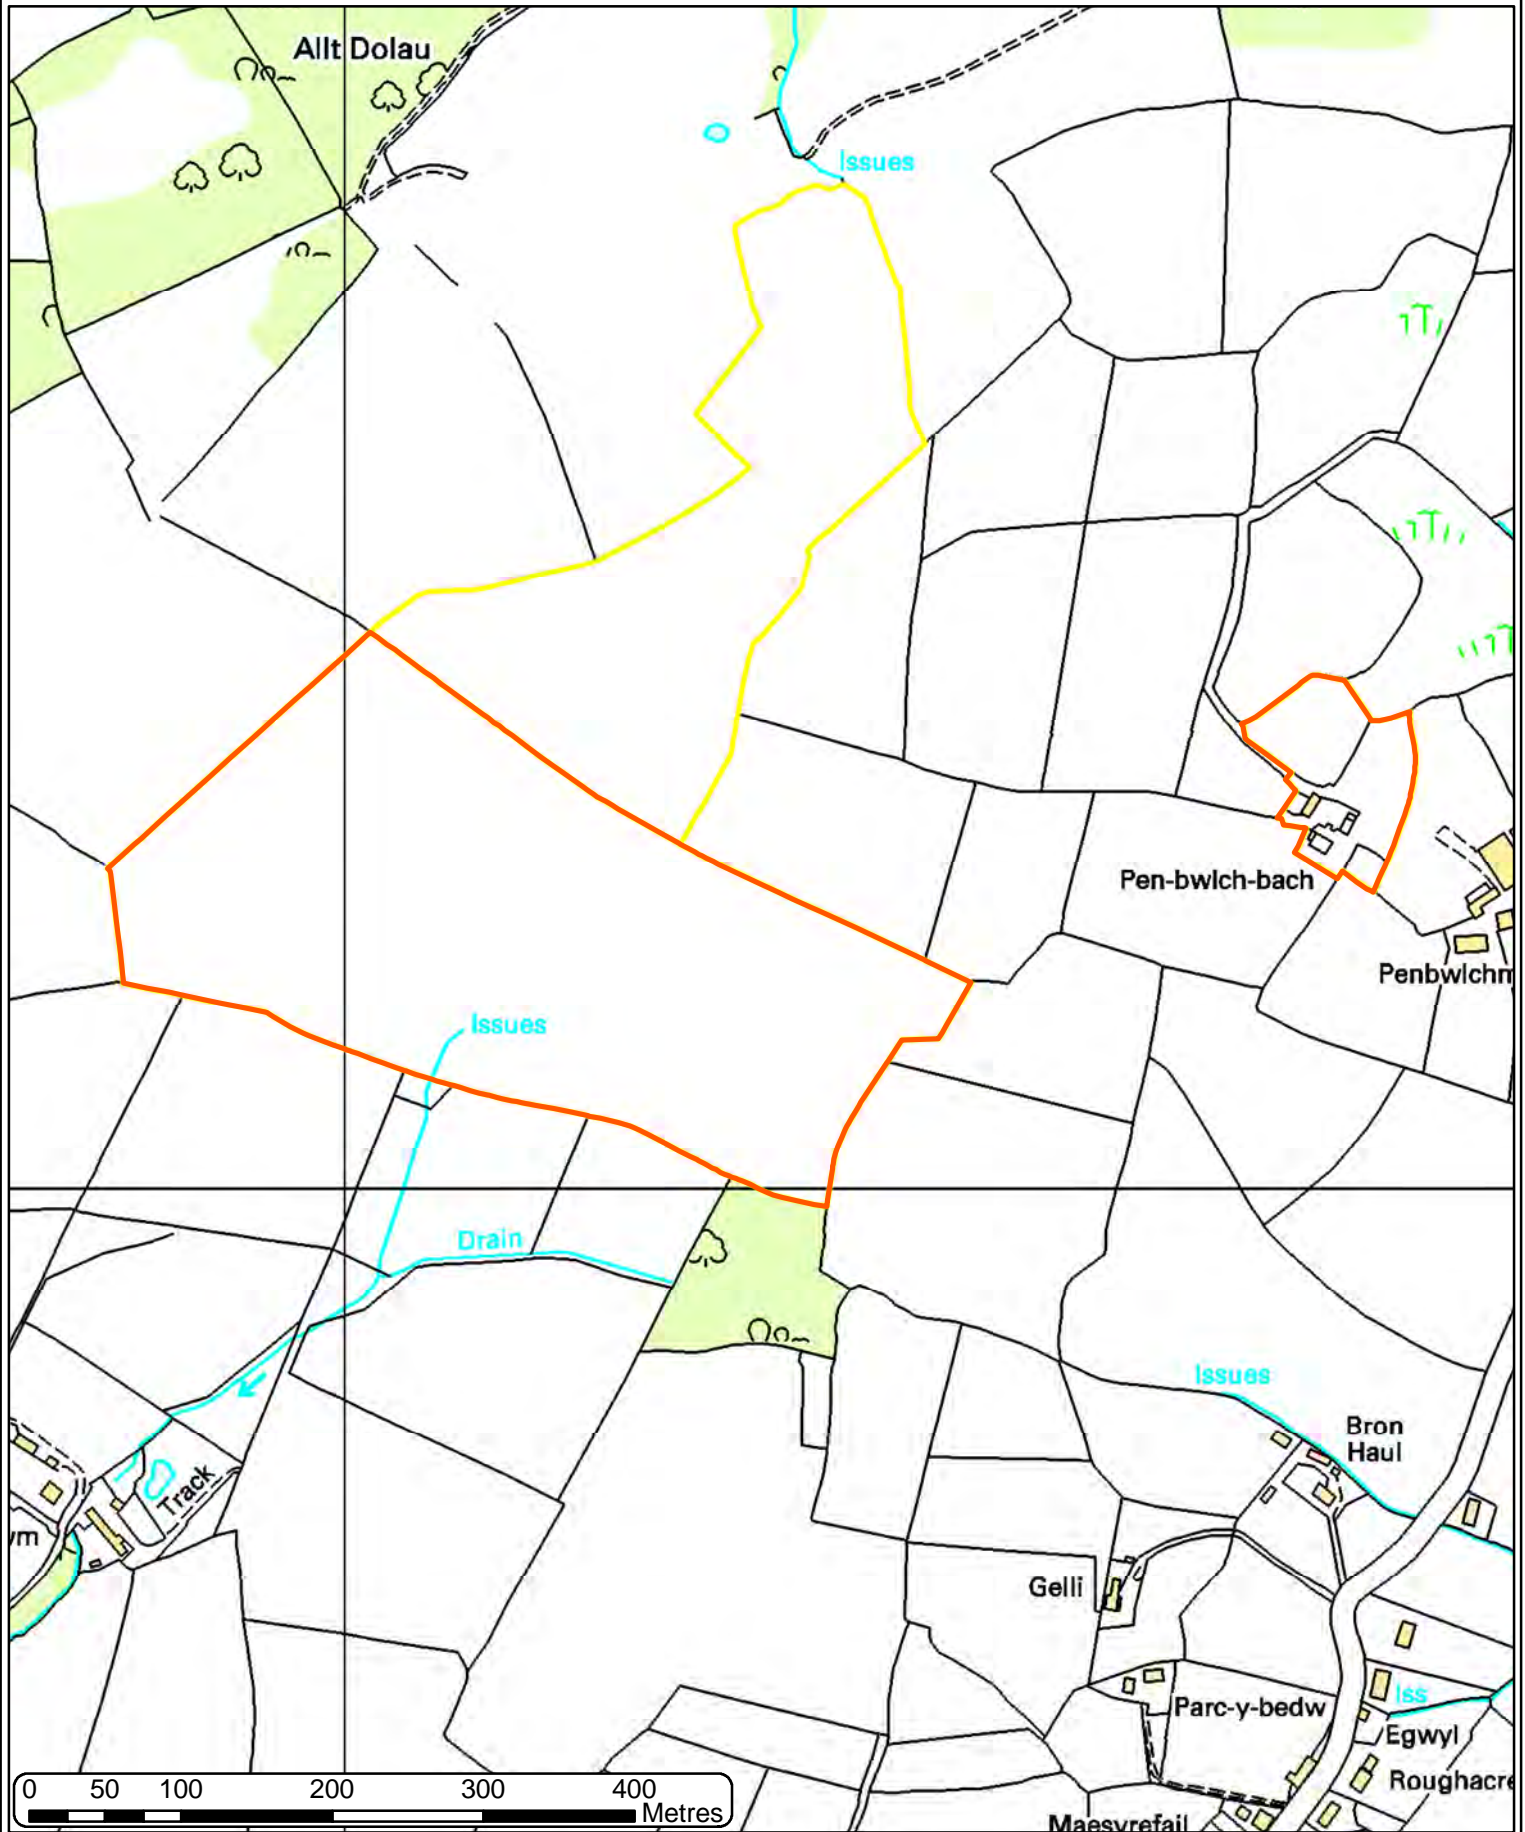 Allt Dolau
Issues
Pen-bwlch-bach
Penbwlchm
Issues
Drain
Issues
Bron
Haul
Track
Gelli
Parc-y-bedw
Iss
Egwyl
Roughacre
Maesyrefail
0 50 100 200 300 400
Metres